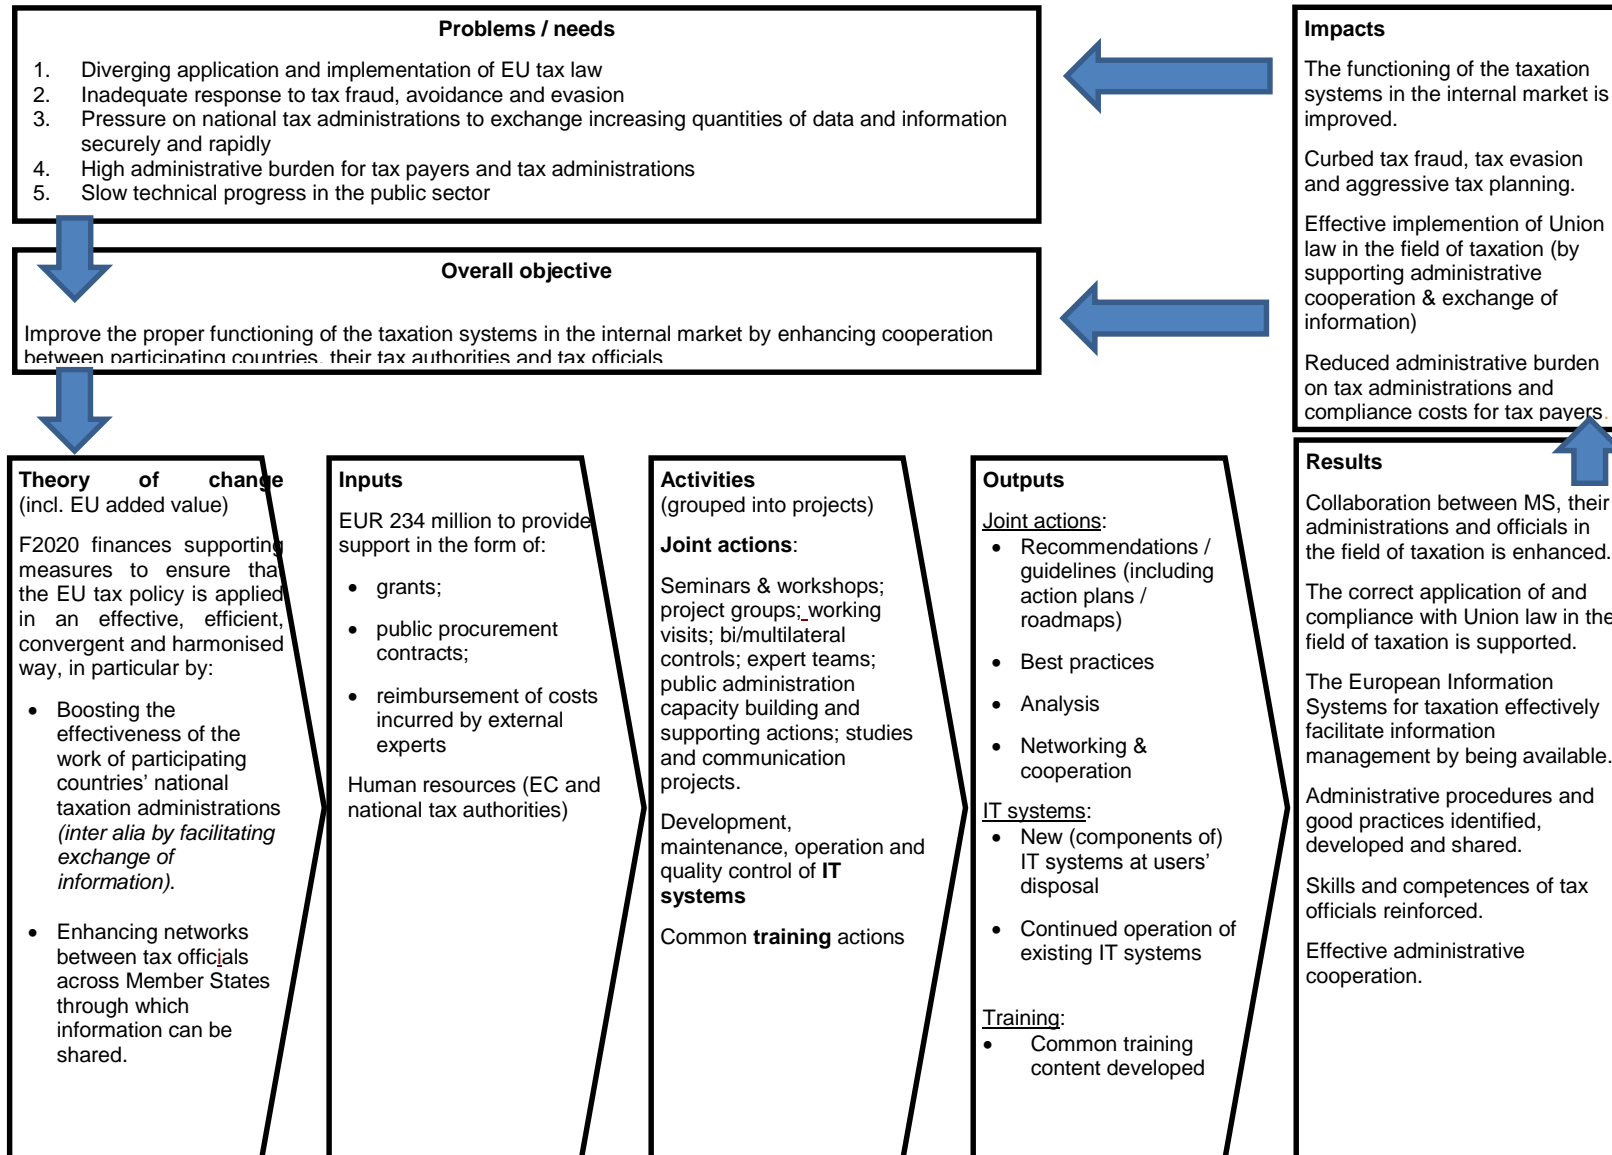 Problems / needs
1. Diverging application and implementation of EU tax law
2. Inadequate response to tax fraud, avoidance and evasion
3. Pressure on national tax administrations to exchange increasing quantities of data and information
securely and rapidly
4. High administrative burden for tax payers and tax administrations
5. Slow technical progress in the public sector
Overall objective
Improve the proper functioning of the taxation systems in the internal market by enhancing cooperation
between participating countries, their tax authorities and tax officials
Impacts
The functioning of the taxation
systems in the internal market is
improved.
Curbed tax fraud, tax evasion
and aggressive tax planning.
Effective implemention of Union
law in the field of taxation (by
supporting administrative
cooperation & exchange of
information)
Reduced administrative burden
on tax administrations and
compliance costs for tax payers.
Theory of change
(incl. EU added value)
F2020 finances supporting
measures to ensure that
the EU tax policy is applied
in an effective, efficient,
convergent and harmonised
way, in particular by:
• Boosting the
effectiveness of the
work of participating
countries’ national
taxation administrations
(inter alia by facilitating
exchange of
information).
• Enhancing networks
between tax officials
across Member States
through which
information can be
shared.
Inputs
EUR 234 million to provide
support in the form of:
• grants;
• public procurement
contracts;
• reimbursement of costs
incurred by external
experts
Human resources (EC and
national tax authorities)
Activities
(grouped into projects)
Joint actions:
Seminars & workshops;
project groups; working
visits; bi/multilateral
controls; expert teams;
public administration
capacity building and
supporting actions; studies
and communication
projects.
Development,
maintenance, operation and
quality control of IT
systems
Common training actions
Outputs
Joint actions:
• Recommendations /
guidelines (including
action plans /
roadmaps)
• Best practices
• Analysis
• Networking &
cooperation
IT systems:
• New (components of)
IT systems at users’
disposal
• Continued operation of
existing IT systems
Training:
• Common training
content developed
Results
Collaboration between MS, their
administrations and officials in
the field of taxation is enhanced.
The correct application of and
compliance with Union law in the
field of taxation is supported.
The European Information
Systems for taxation effectively
facilitate information
management by being available.
Administrative procedures and
good practices identified,
developed and shared.
Skills and competences of tax
officials reinforced.
Effective administrative
cooperation.